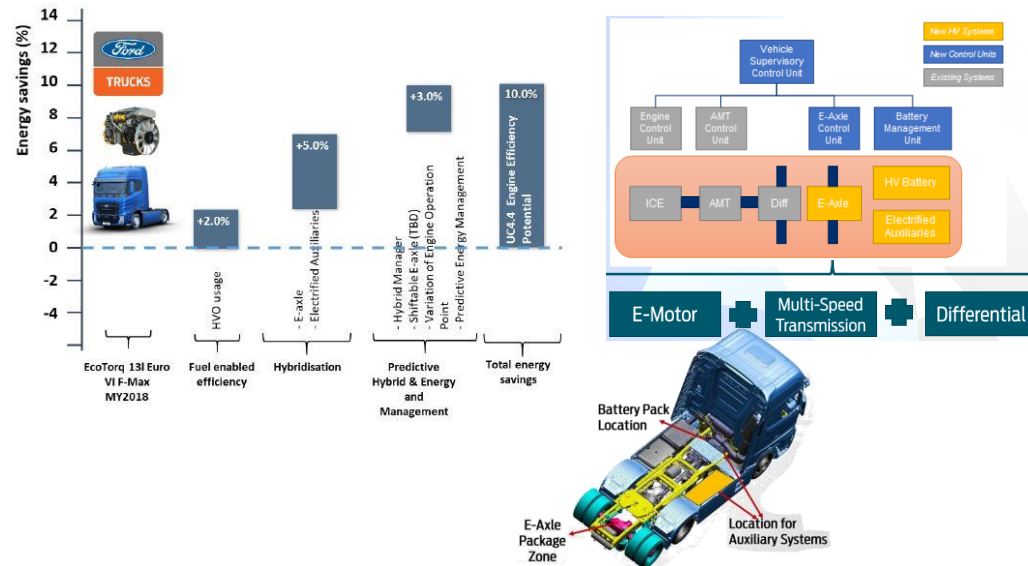 Energy savings (%)
14
12
10
8
6
4
2
0
-2
-4
Ford
TRUCKS
+2.0%
+5.0%
+3.0%
10.0%
UC4.4 Engine Efficiency
Potential
HVO usage
- E-axle
- Electrified Auxiliaries
- Hybrid Manager
- Shiftable E-axle (TBD)
- Variation of Engine Operation
Point
- Predictive Energy Management
EcoTorq 13l Euro
VI F-Max
MY2018
Fuel enabled
efficiency
Hybridisation
Predictive
Hybrid & Energy
and
Management
Total energy
savings
New HV Systems
New Control Units
Existing Systems
Vehicle
Supervisory
Control Unit
Engine
Control
Unit
AMT
Control
Unit
E-Axle
Control
Unit
Battery
Management
Unit
ICE
AMT
Diff
E-Axle
HV Battery
Electrified
Auxiliaries
E-Motor
Multi-Speed
Transmission
Differential
Battery Pack
Location
E-Axle
Package
Zone
Location for
Auxiliary Systems